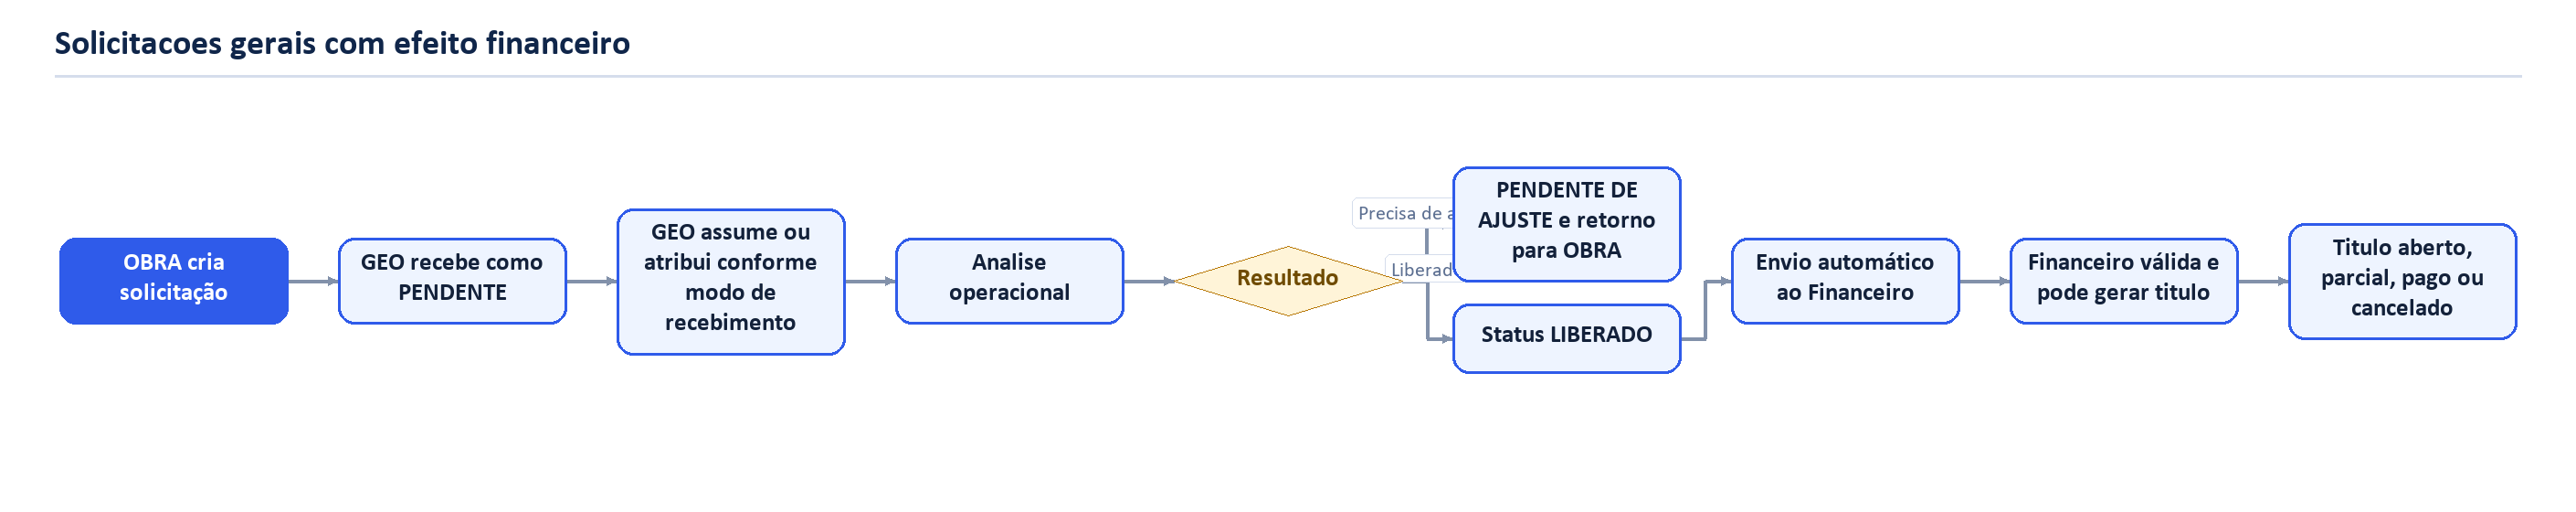 Solicitacoes gerais com efeito financeiro
OBRA cria
solicitação
GEO recebe como
PENDENTE
GEO assume ou
atribui conforme
modo de
recebimento
Analise
operacional
Resultado
Precisa de a
Liberad
PENDENTE DE
AJUSTE e retorno
para OBRA
Status LIBERADO
Envio automático
ao Financeiro
Financeiro válida e
pode gerar titulo
Titulo aberto,
parcial, pago ou
cancelado